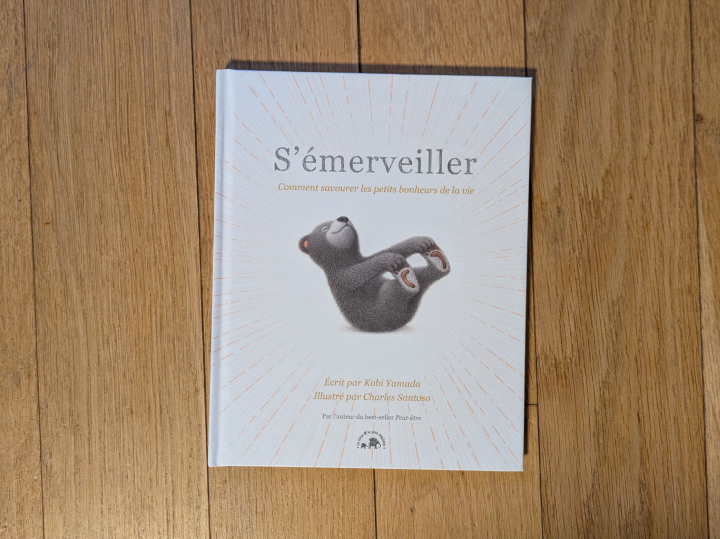 S'émerveiller
Comment savourer les petits bonheurs de la vie
Écrit par Kobi Yamada
Illustré par Charles Santoso
Par l'auteur du best-seller Peut-être